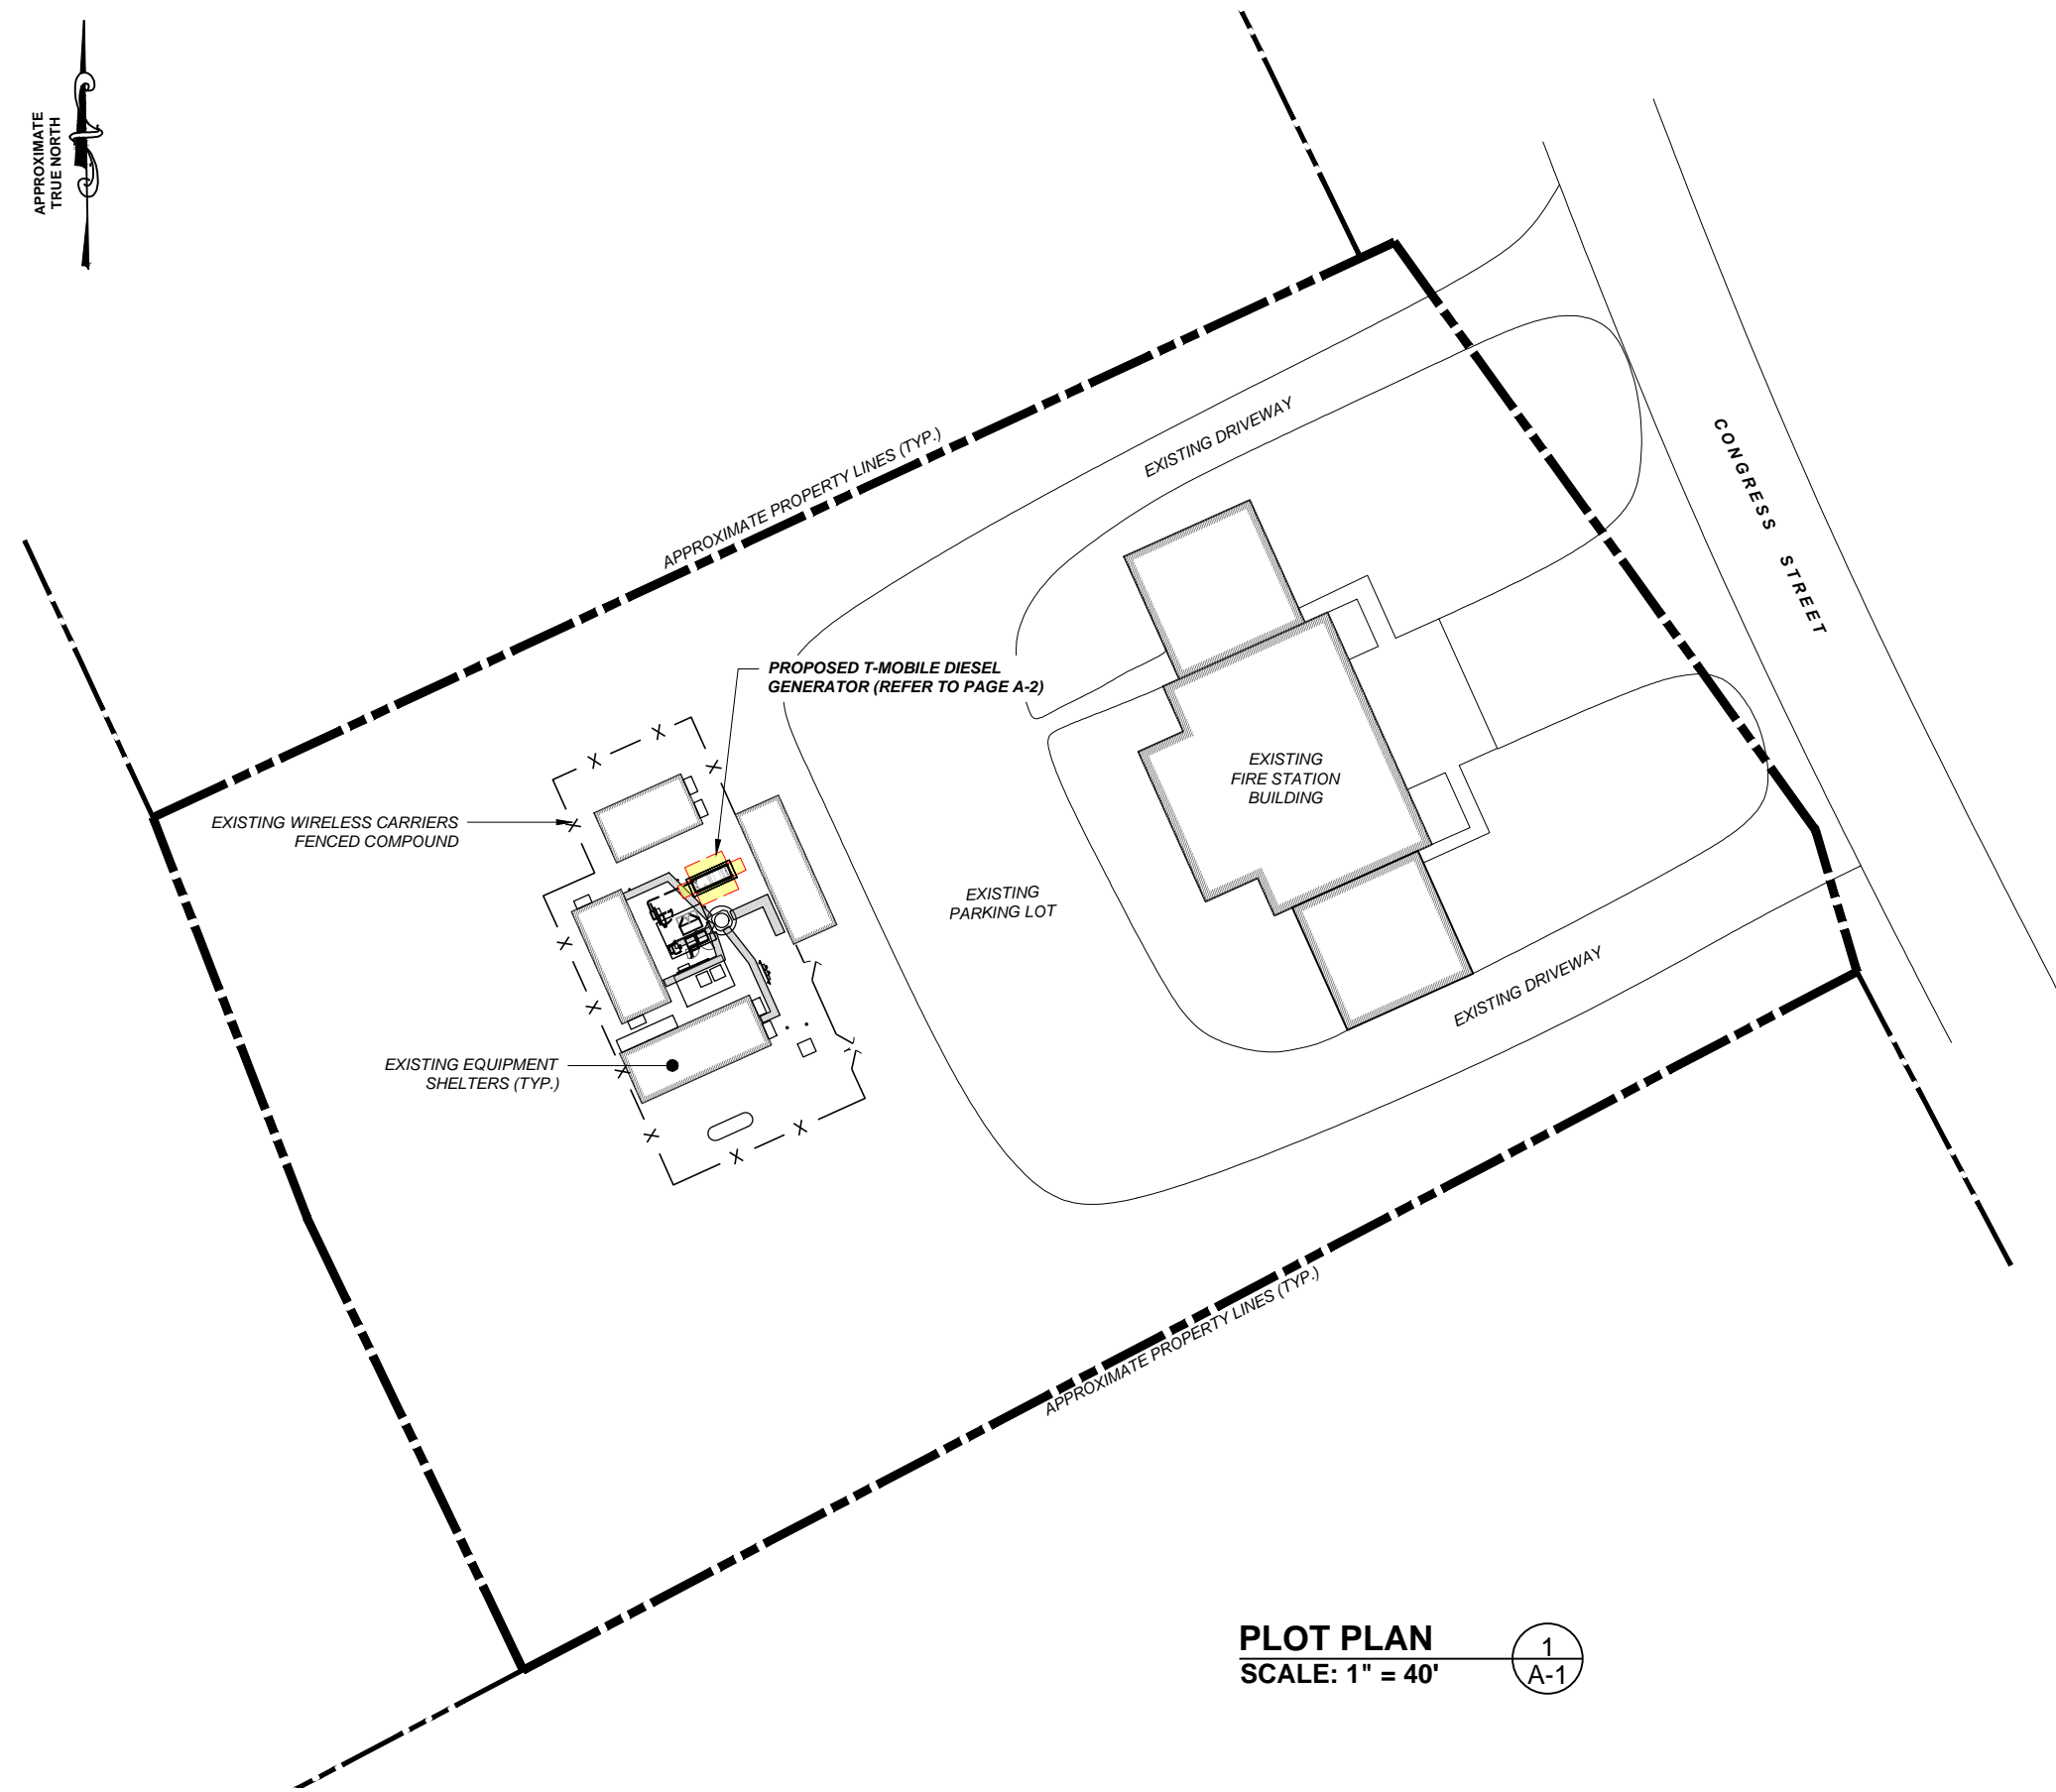 APPROXIMATE
TRUE NORTH
EXISTING DRIVEWAY
CONGRESS STREET
APPROXIMATE PROPERTY LINES (TYP.)
PROPOSED T-MOBILE DIESEL
GENERATOR (REFER TO PAGE A-2)
EXISTING
FIRE STATION
BUILDING
EXISTING WIRELESS CARRIERS
FENCED COMPOUND
EXISTING
PARKING LOT
EXISTING DRIVEWAY
EXISTING EQUIPMENT
SHELTERS (TYP.)
APPROXIMATE PROPERTY LINES (TYP.)
PLOT PLAN
SCALE: 1" = 40'
1
A-1